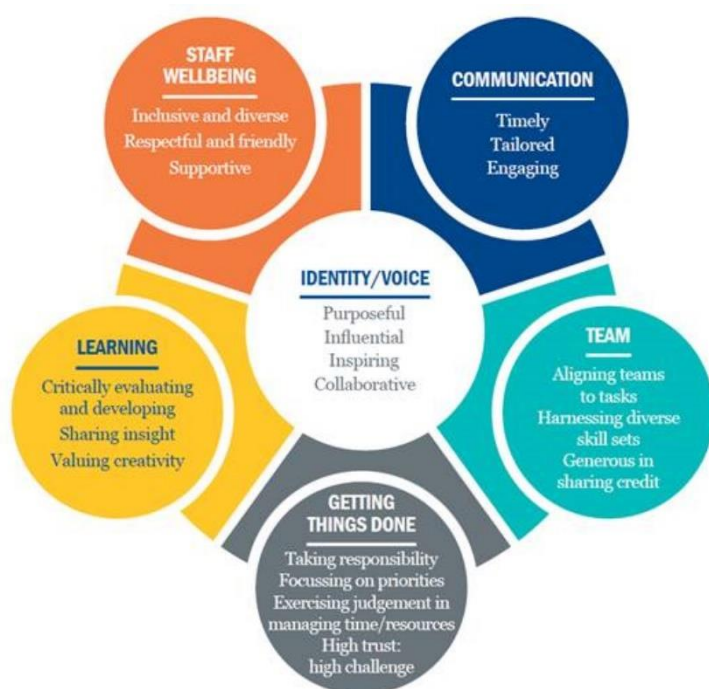 STAFF
WELLBEING
Inclusive and diverse
Respectful and friendly
Supportive
COMMUNICATION
Timely
Tailored
Engaging
IDENTITY/VOICE
Purposeful
Influential
Inspiring
Collaborative
LEARNING
Critically evaluating
and developing
Sharing insight
Valuing creativity
TEAM
Aligning teams
to tasks
Harnessing diverse
skill sets
Generous in
sharing credit
GETTING
THINGS DONE
Taking responsibility
Focussing on priorities
Exercising judgement in
managing time/resources
High trust:
high challenge